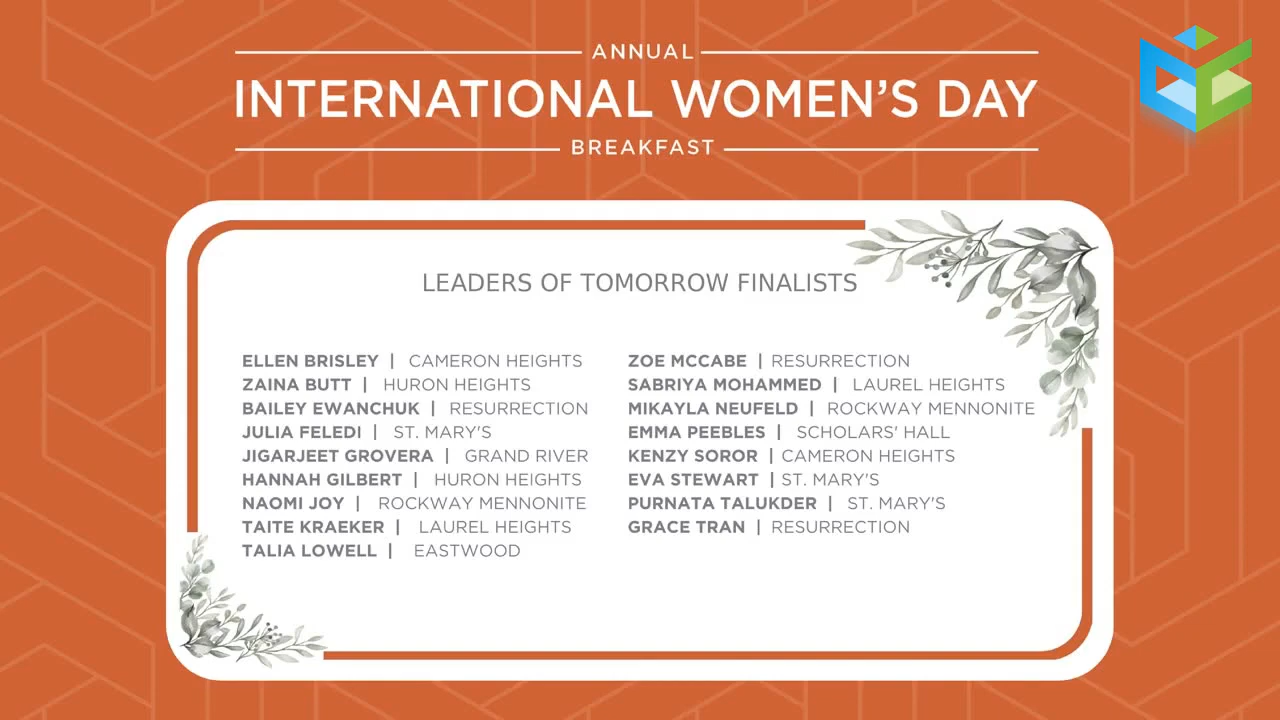 ANNUAL
INTERNATIONAL WOMEN'S DAY
BREAKFAST
LEADERS OF TOMORROW FINALISTS
ELLEN BRISLEY | CAMERON HEIGHTS
ZAINA BUTT | HURON HEIGHTS
BAILEY EWANCHUK | RESURRECTION
JULIA FELEDI | ST. MARY'S
JIGARJEET GROVERA | GRAND RIVER
HANNAH GILBERT | HURON HEIGHTS
NAOMI JOY | ROCKWAY MENNONITE
TAITE KRAEKER | LAUREL HEIGHTS
TALIA LOWELL | EASTWOOD
ZOE MCCABE | RESURRECTION
SABRIYA MOHAMMED | LAUREL HEIGHTS
MIKAYLA NEUFELD | ROCKWAY MENNONITE
EMMA PEEBLES | SCHOLARS' HALL
KENZY SOROR | CAMERON HEIGHTS
EVA STEWART | ST. MARY'S
PURNATA TALUKDER | ST. MARY'S
GRACE TRAN | RESURRECTION